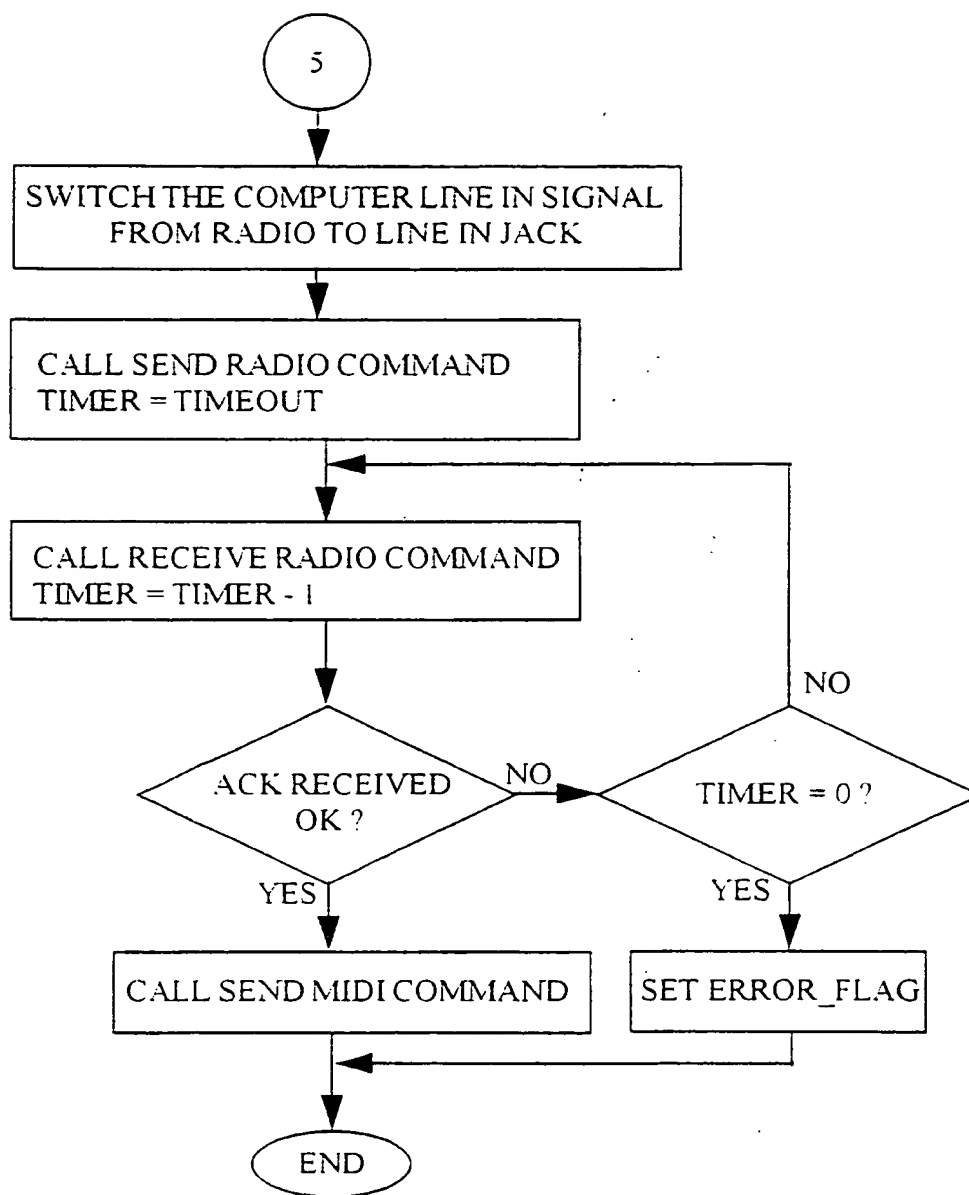 5
SWITCH THE COMPUTER LINE IN SIGNAL
FROM RADIO TO LINE IN JACK
CALL SEND RADIO COMMAND
TIMER = TIMEOUT
CALL RECEIVE RADIO COMMAND
TIMER = TIMER - 1
ACK RECEIVED
OK ?
NO
TIMER = 0 ?
NO
YES
YES
CALL SEND MIDI COMMAND
SET ERROR_FLAG
END